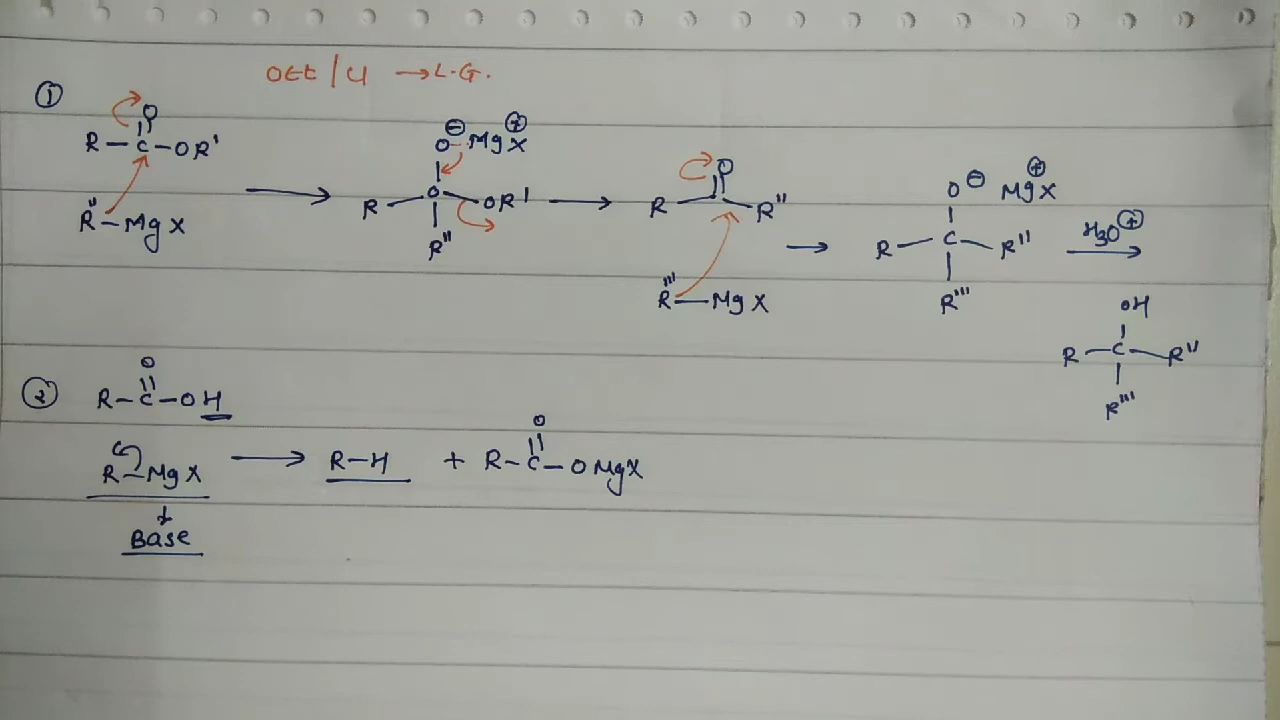 OEt / Cl → L.G.
①
O
R–C–OR'
R''–MgX
→
O⊖ MgX⊕
R C OR'
R''
→
O
R R''
R'''–MgX
→
O⊖ MgX⊕
R–C–R''
R'''
H3O⊕
→
OH
R–C–R''
R'''
②
O
R–C–OH
R–MgX → R–H + R–C–OMgX
O
↓
Base